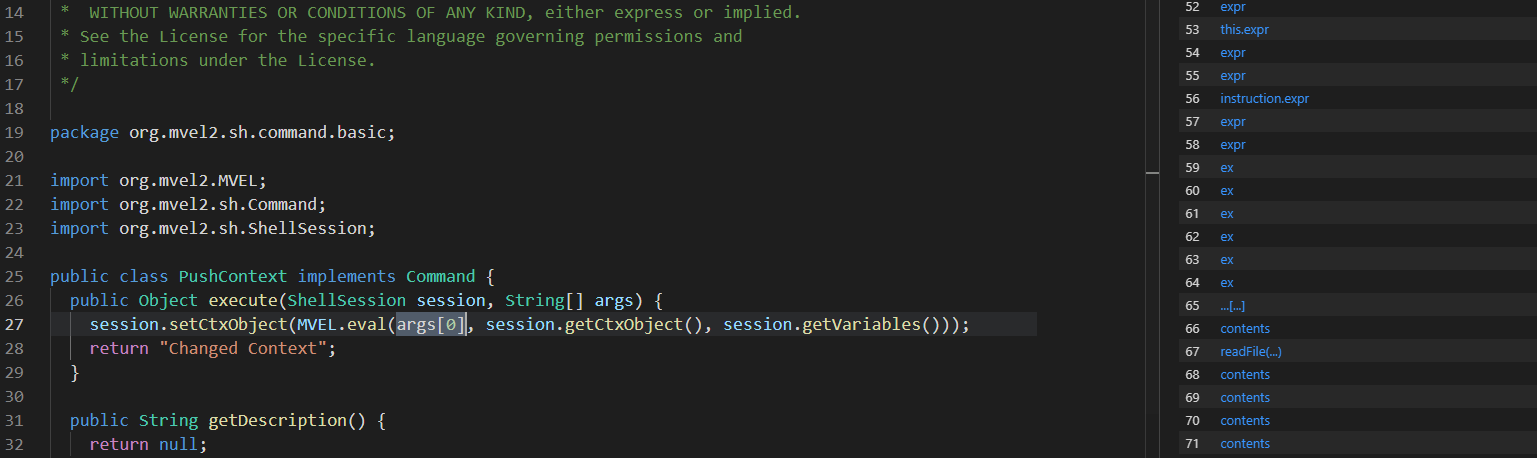 14 *  WITHOUT WARRANTIES OR CONDITIONS OF ANY KIND, either express or implied.
15 * See the License for the specific language governing permissions and
16 * limitations under the License.
17 */
18
19 package org.mvel2.sh.command.basic;
20
21 import org.mvel2.MVEL;
22 import org.mvel2.sh.Command;
23 import org.mvel2.sh.ShellSession;
24
25 public class PushContext implements Command {
26   public Object execute(ShellSession session, String[] args) {
27     session.setCtxObject(MVEL.eval(args[0], session.getCtxObject(), session.getVariables()));
28     return "Changed Context";
29   }
30
31   public String getDescription() {
32     return null;
52 expr
53 this.expr
54 expr
55 expr
56 instruction.expr
57 expr
58 expr
59 ex
60 ex
61 ex
62 ex
63 ex
64 ex
65 ...[...]
66 contents
67 readFile(...)
68 contents
69 contents
70 contents
71 contents